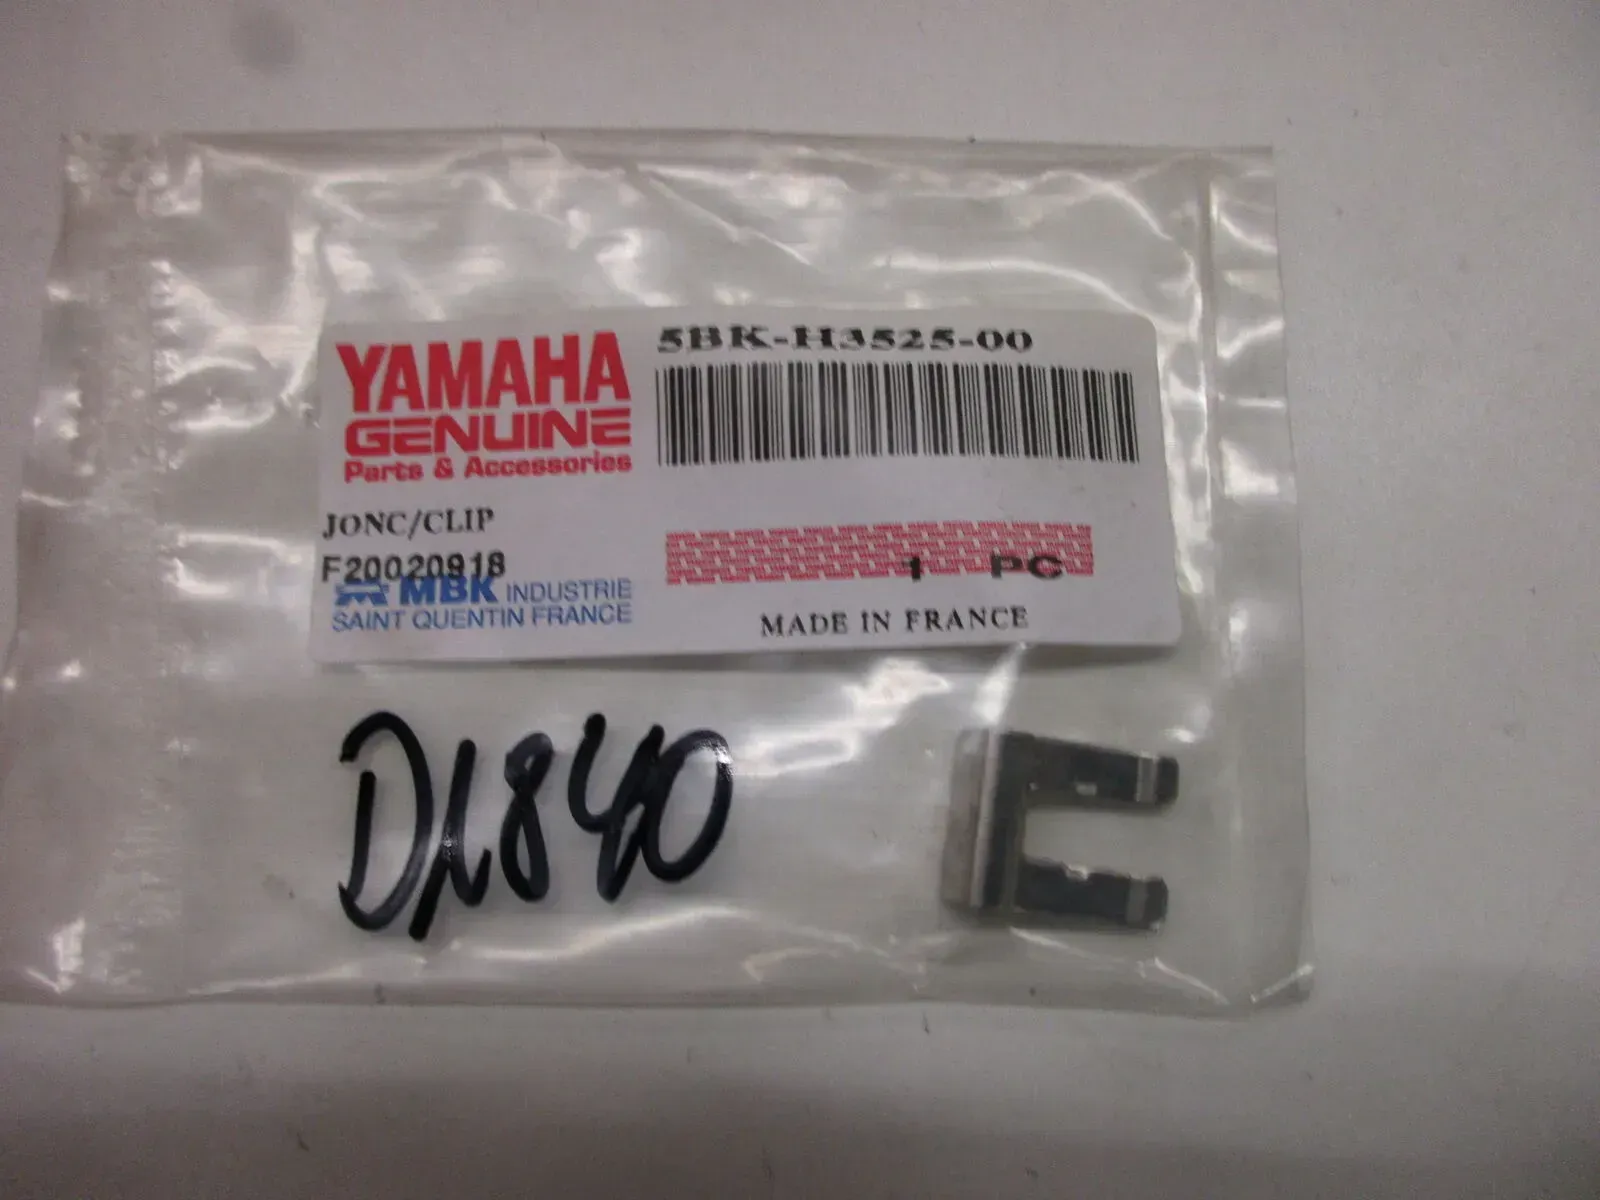 YAMAHA
GENUINE
Parts & Accessories
5BK-H3525-00
JONC/CLIP
F20020918
MBK INDUSTRIE
SAINT QUENTIN FRANCE
1 PC
MADE IN FRANCE